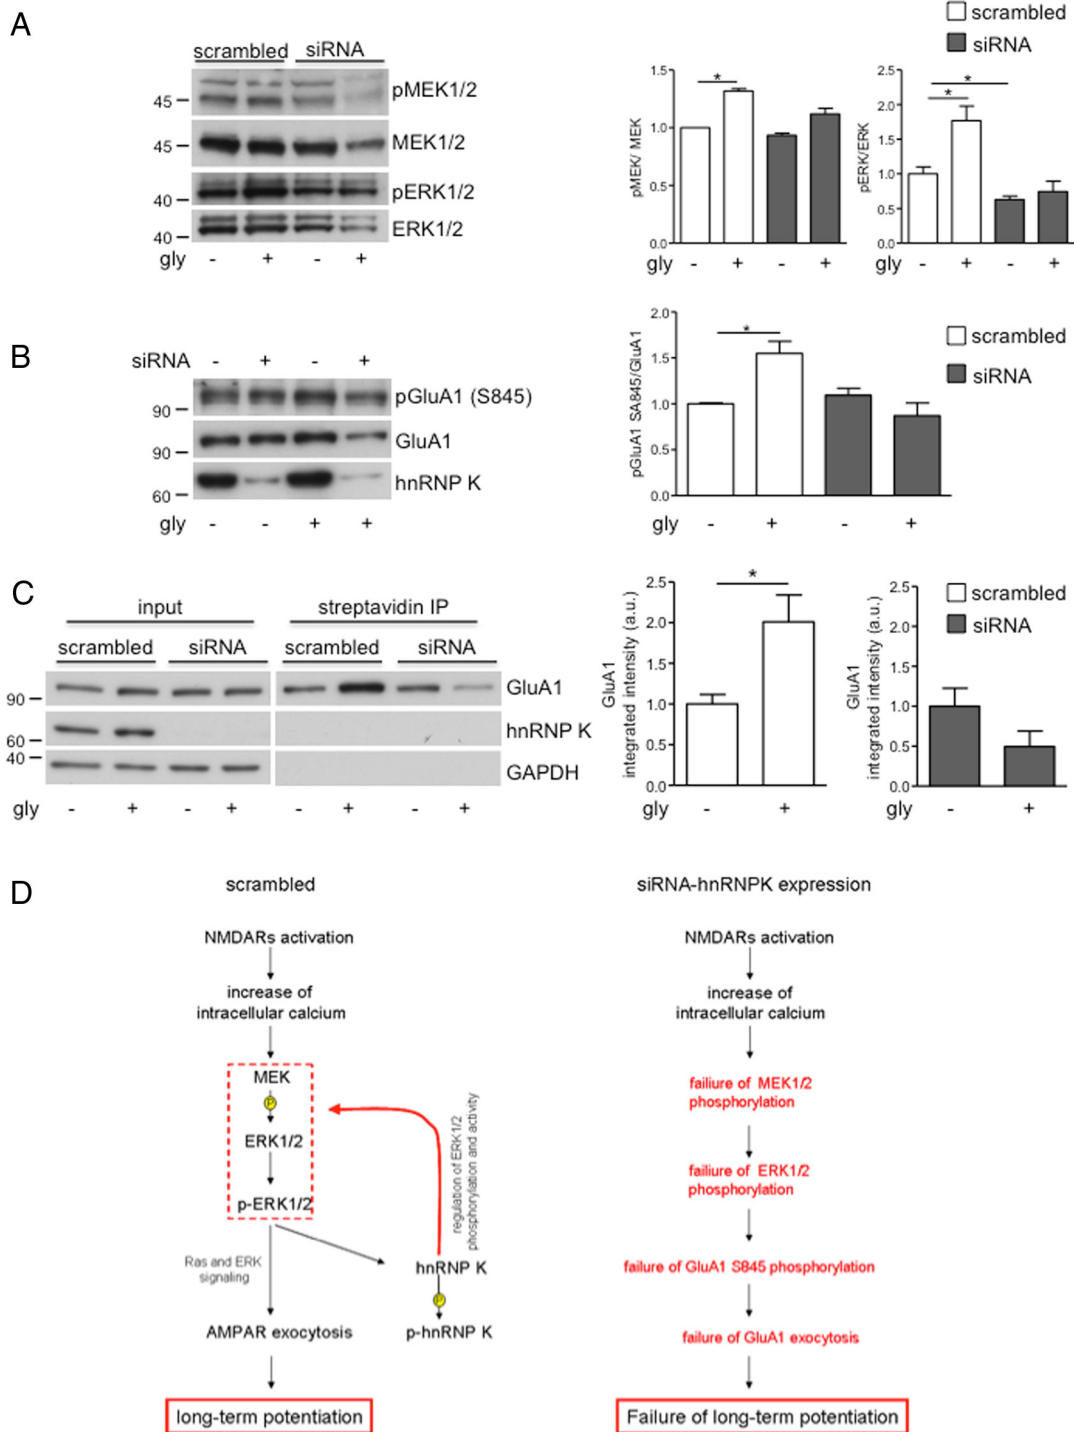 A
scrambled siRNA
pMEK1/2
45
MEK1/2
45
pERK1/2
40
ERK1/2
40
gly - + - +
scrambled
siRNA
1.5
1.0
0.5
0.0
pMEK/ MEK
*
gly - + - +
2.5
2.0
1.5
1.0
0.5
0.0
pERK/ERK
*
*
gly - + - +
B
siRNA - + - +
pGluA1 (S845)
90
GluA1
90
hnRNP K
60
gly - - + +
2.0
1.5
1.0
0.5
0.0
pGluA1 SA845/GluA1
*
gly - + - +
scrambled
siRNA
C
input streptavidin IP
scrambled siRNA scrambled siRNA
GluA1
90
hnRNP K
60
40
GAPDH
gly - + - + - + - +
2.5
2.0
1.5
1.0
0.5
0.0
GluA1
integrated intensity (a.u.)
*
gly - +
2.5
2.0
1.5
1.0
0.5
0.0
GluA1
integrated intensity (a.u.)
gly - +
scrambled
siRNA
D
scrambled
NMDARs activation
increase of
intracellular calcium
MEK
P
ERK1/2
p-ERK1/2
regulation of ERK1/2
phosphorylation and activity
Ras and ERK
signaling
hnRNP K
P
AMPAR exocytosis
p-hnRNP K
long-term potentiation
siRNA-hnRNPK expression
NMDARs activation
increase of
intracellular calcium
failiure of MEK1/2
phosphorylation
failiure of ERK1/2
phosphorylation
failure of GluA1 S845 phosphorylation
failure of GluA1 exocytosis
Failure of long-term potentiation